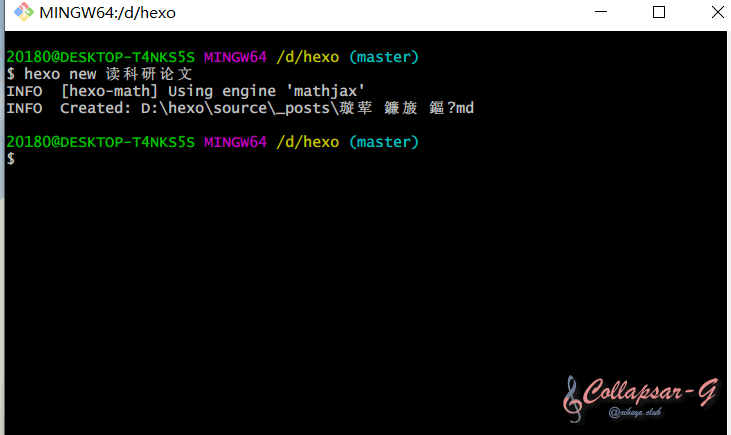 MINGW64:/d/hexo
20180@DESKTOP-T4NKS5S MINGW64 /d/hexo (master)
$ hexo new 读科研论文
INFO  [hexo-math] Using engine 'mathjax'
INFO  Created: D:\hexo\source\_posts\璇荤 鐮旇 鏂?md
20180@DESKTOP-T4NKS5S MINGW64 /d/hexo (master)
$
Collapsar-G
@xikeye.club